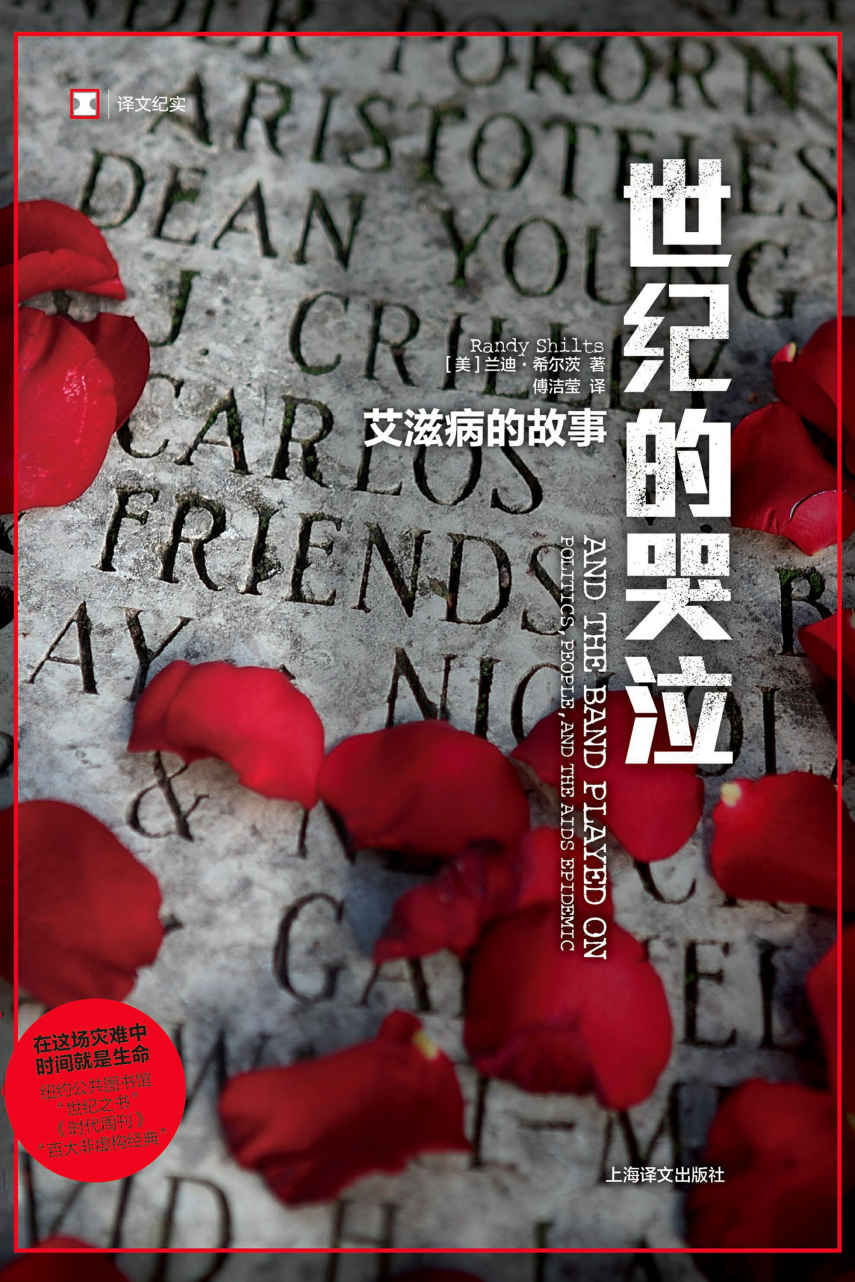 译文纪实
世纪的哭泣
Randy Shilts
[美]兰迪·希尔茨 著
傅洁莹 译
艾滋病的故事
AND THE BAND PLAYED ON
POLITICS, PEOPLE, AND THE AIDS EPIDEMIC
POKORNY
ARISTOTELES
DEAN YOUNG
J. CRILLEY
CARLOS
FRIENDS
&
在这场灾难中
时间就是生命
纽约公共图书馆
“世纪之书”
《时代周刊》
“百大非虚构经典”
上海译文出版社